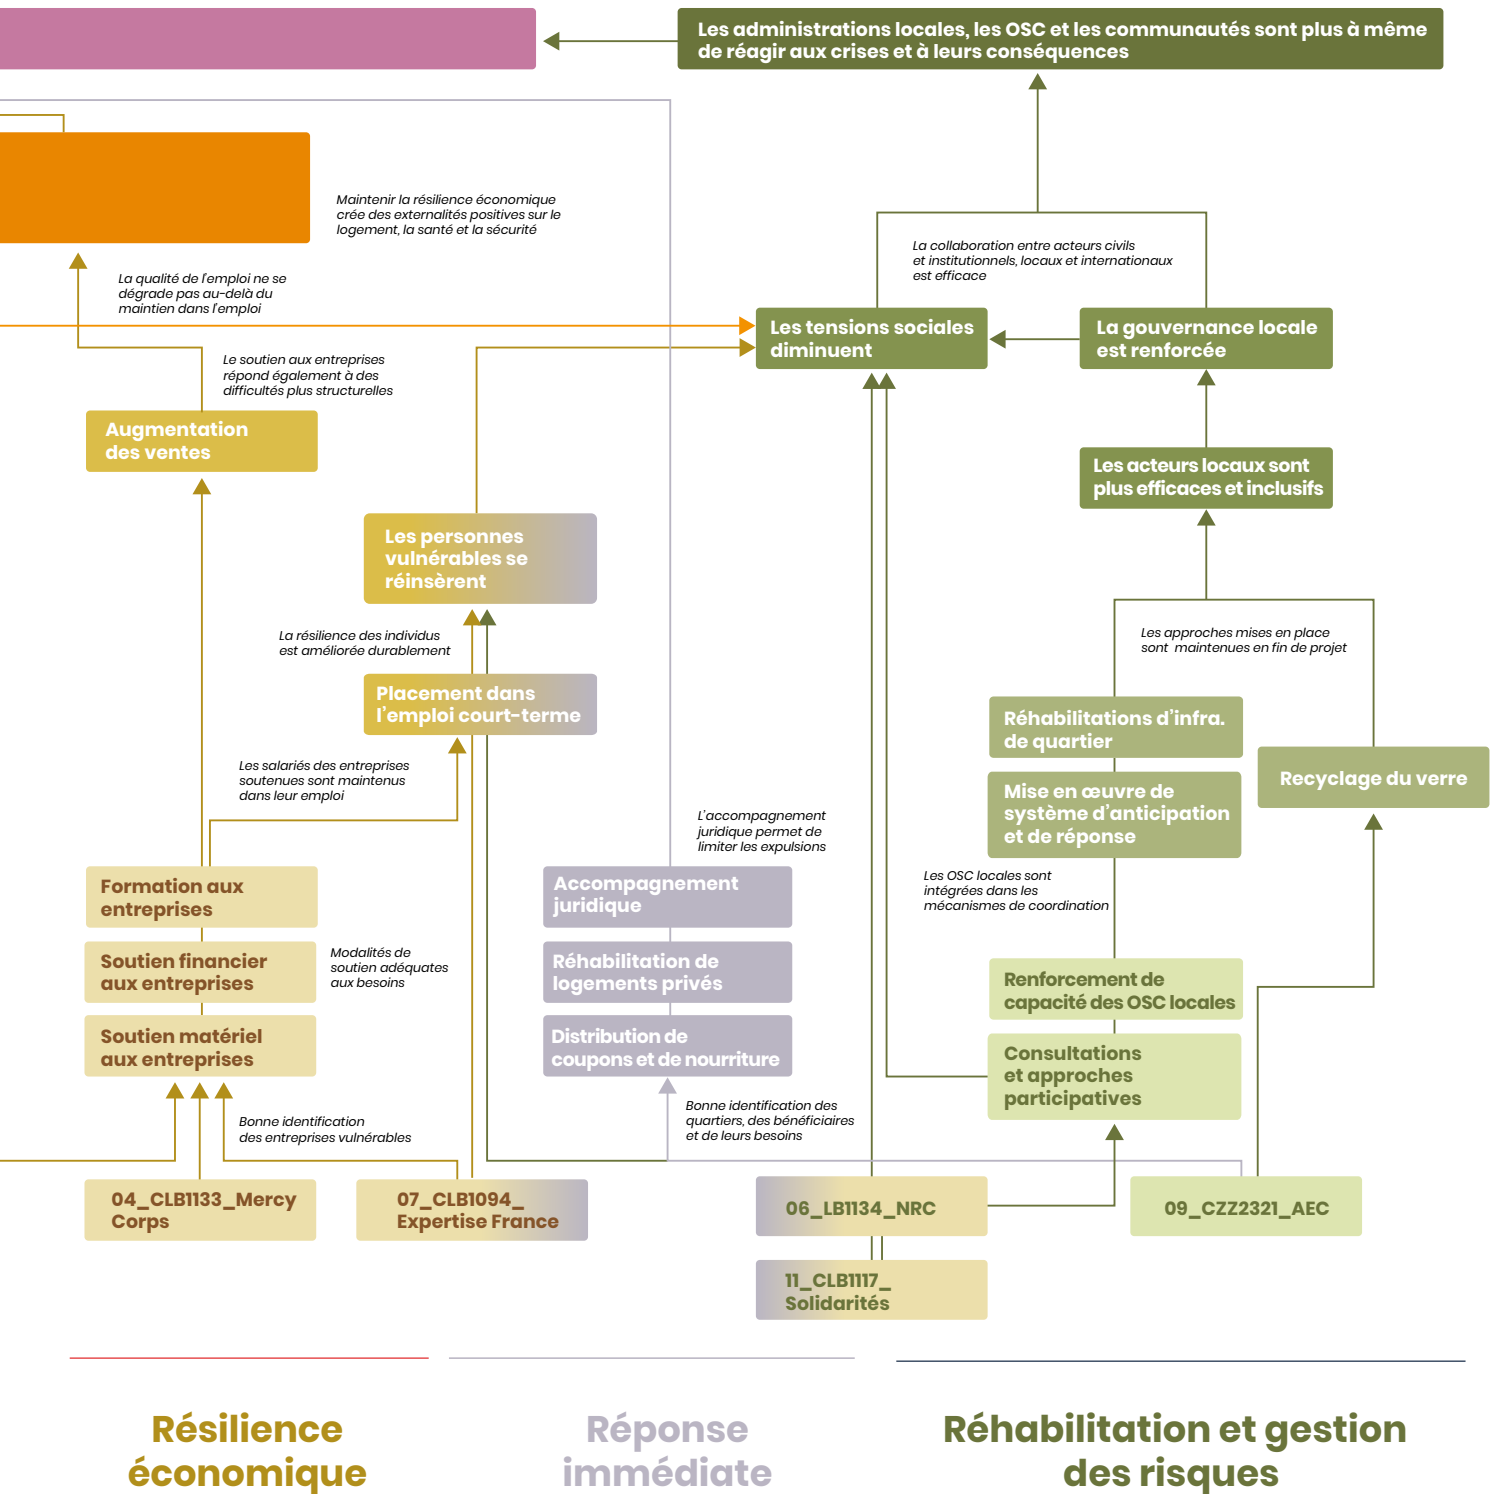 Les administrations locales, les OSC et les communautés sont plus à même
de réagir aux crises et à leurs conséquences
Maintenir la résilience économique
crée des externalités positives sur le
logement, la santé et la sécurité
La collaboration entre acteurs civils
et institutionnels, locaux et internationaux
est efficace
La qualité de l'emploi ne se
dégrade pas au-delà du
maintien dans l'emploi
Les tensions sociales
diminuent
La gouvernance locale
est renforcée
Le soutien aux entreprises
répond également à des
difficultés plus structurelles
Augmentation
des ventes
Les acteurs locaux sont
plus efficaces et inclusifs
Les personnes
vulnérables se
réinsèrent
La résilience des individus
est améliorée durablement
Les approches mises en place
sont maintenues en fin de projet
Placement dans
l'emploi court-terme
Réhabilitations d'infra.
de quartier
Recyclage du verre
Les salariés des entreprises
soutenues sont maintenus
dans leur emploi
Mise en œuvre de
système d'anticipation
et de réponse
L'accompagnement
juridique permet de
limiter les expulsions
Formation aux
entreprises
Accompagnement
juridique
Les OSC locales sont
intégrées dans les
mécanismes de coordination
Soutien financier
aux entreprises
Modalités de
soutien adéquates
aux besoins
Réhabilitation de
logements privés
Renforcement de
capacité des OSC locales
Soutien matériel
aux entreprises
Distribution de
coupons et de nourriture
Consultations
et approches
participatives
Bonne identification
des entreprises vulnérables
Bonne identification des
quartiers, des bénéficiaires
et de leurs besoins
04_CLB1133_Mercy
Corps
07_CLB1094_
Expertise France
06_LB1134_NRC
09_CZZ2321_AEC
11_CLB1117_
Solidarités
Résilience
économique
Réponse
immédiate
Réhabilitation et gestion
des risques